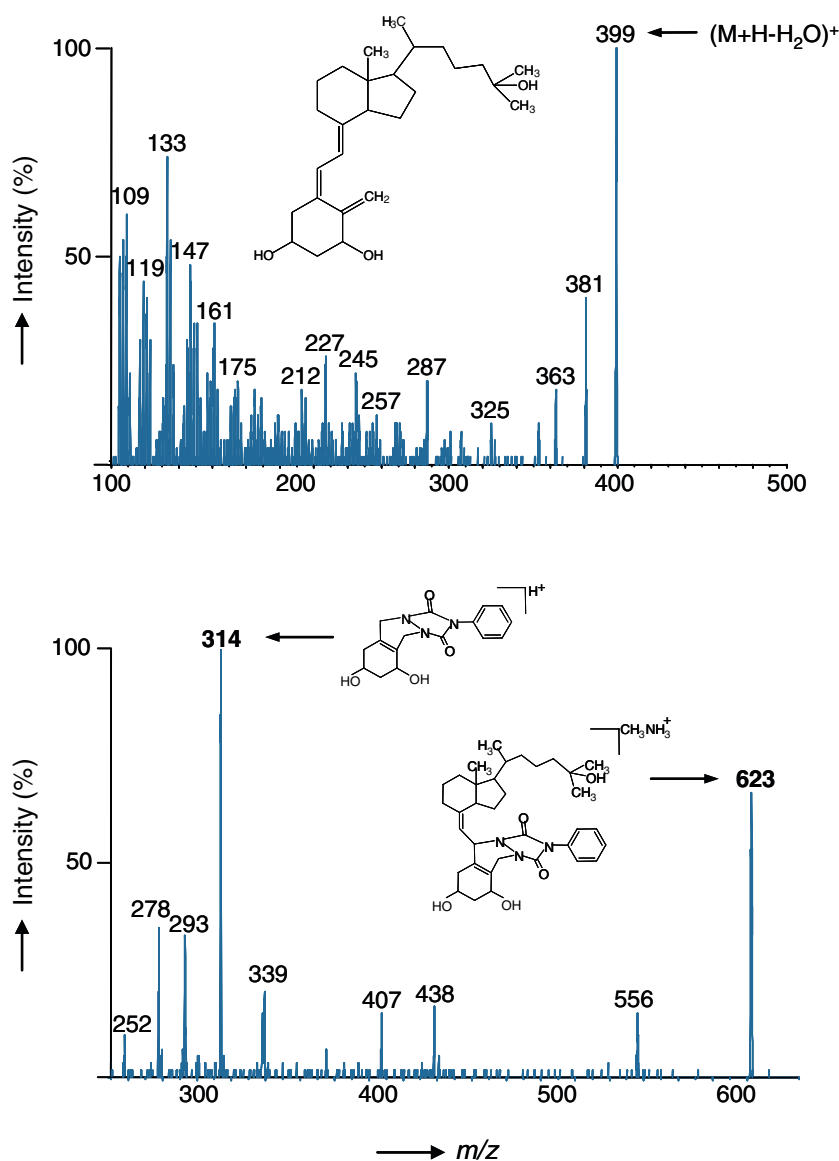 100
50
Intensity (%)
109
119
133
147
161
175
212
227
245
257
287
325
363
381
399
(M+H-H₂O)⁺
H₃C
CH₃
CH₃
OH
CH₃
CH₂
HO
OH
100
200
300
400
500
100
50
Intensity (%)
314
O
H⁺
N
N
N
O
HO
OH
H₃C
CH₃NH₃⁺
CH₃
CH₃
OH
CH₃
O
N
N
N
O
HO
OH
623
252
278
293
339
407
438
556
300
400
500
600
m/z